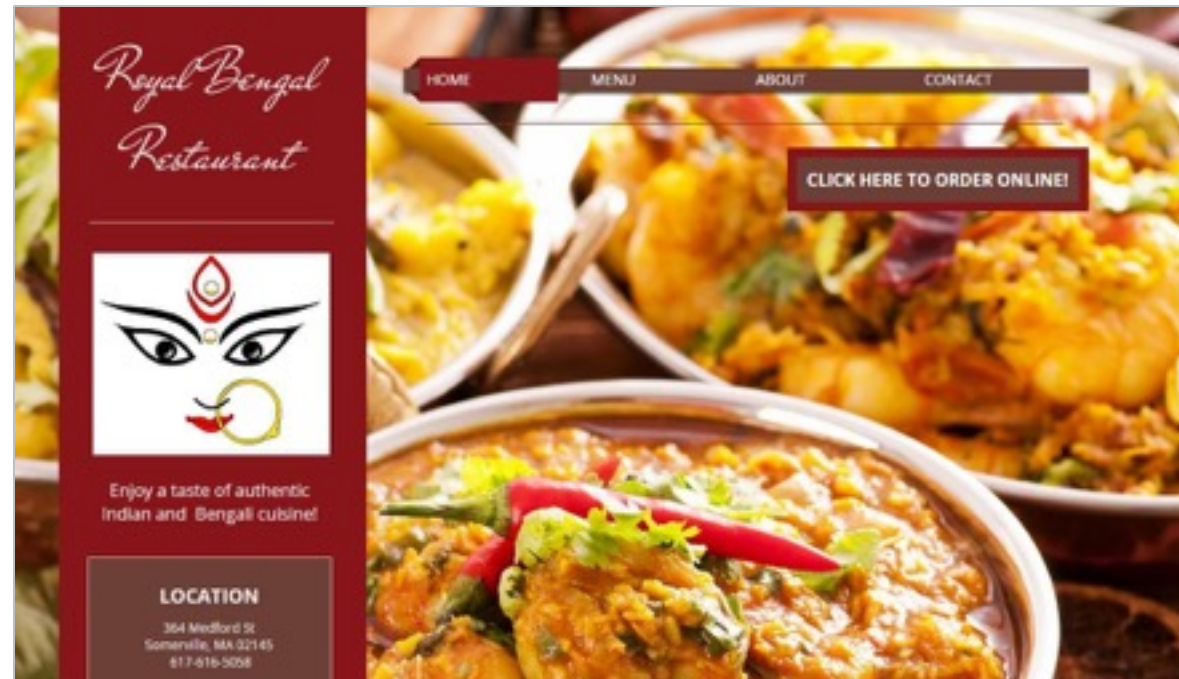 Royal Bengal
Restaurant
HOME MENU ABOUT CONTACT
CLICK HERE TO ORDER ONLINE!
Enjoy a taste of authentic
Indian and Bengali cuisine!
LOCATION
364 Medford St
Somerville, MA 02145
617-616-5058